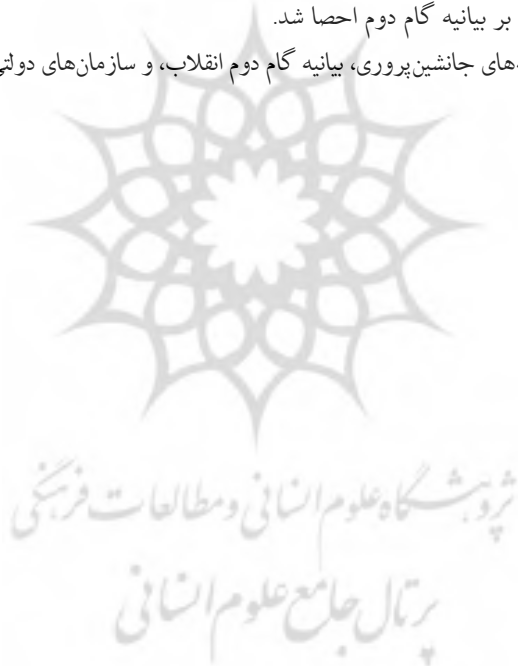 بر بیانیه گام دوم احصا شد.
های جانشین‌پروری، بیانیه گام دوم انقلاب، و سازمان‌های دولتی
پژوهشگاه علوم انسانی و مطالعات فرهنگی
پرتال جامع علوم انسانی